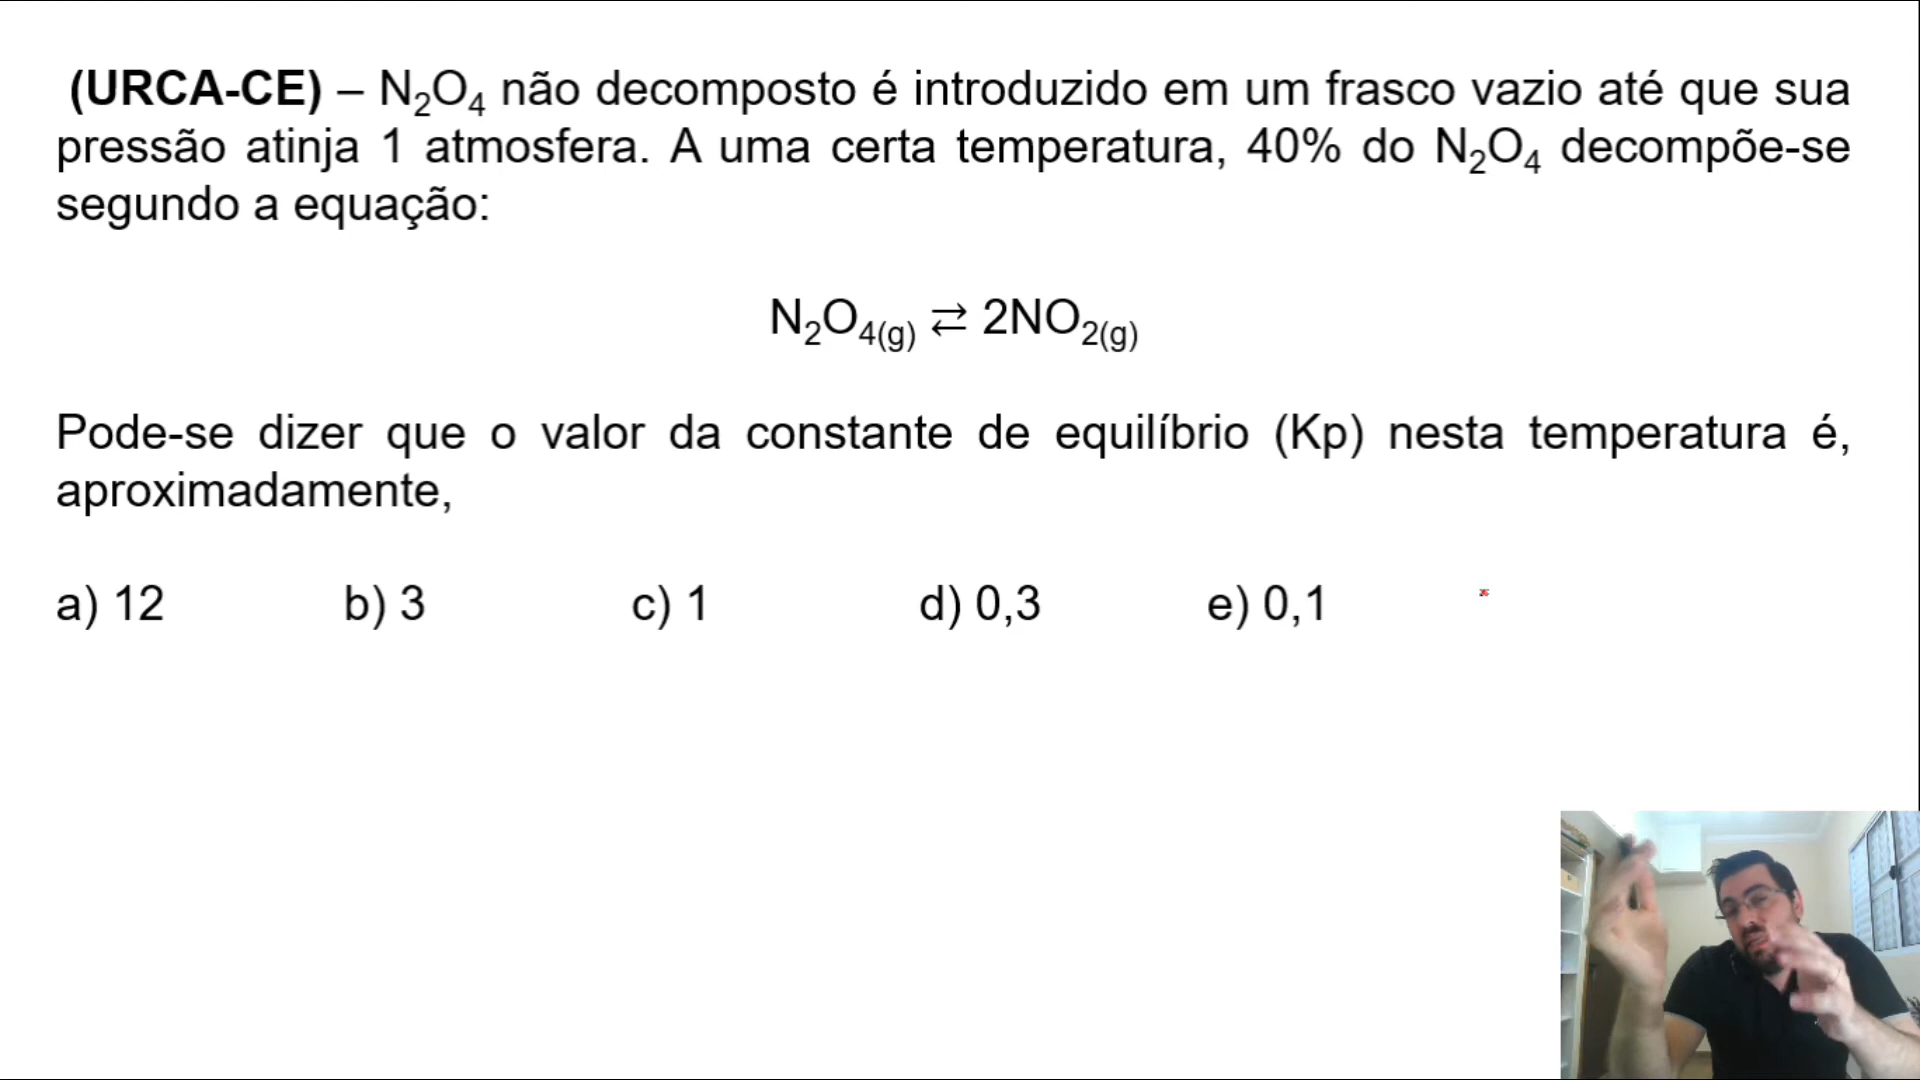 (URCA-CE) – N₂O₄ não decomposto é introduzido em um frasco vazio até que sua
pressão atinja 1 atmosfera. A uma certa temperatura, 40% do N₂O₄ decompõe-se
segundo a equação:
N₂O₄(g) ⇄ 2NO₂(g)
Pode-se dizer que o valor da constante de equilíbrio (Kp) nesta temperatura é,
aproximadamente,
a) 12 b) 3 c) 1 d) 0,3 e) 0,1